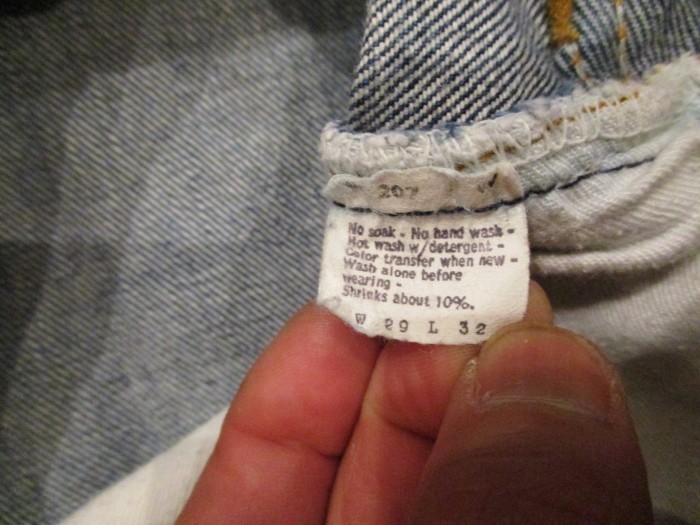 207
No soak - No hand wash -
Hot wash w/detergent -
Color transfer when new -
Wash alone before
wearing -
Shrinks about 10%.
W 29 L 32